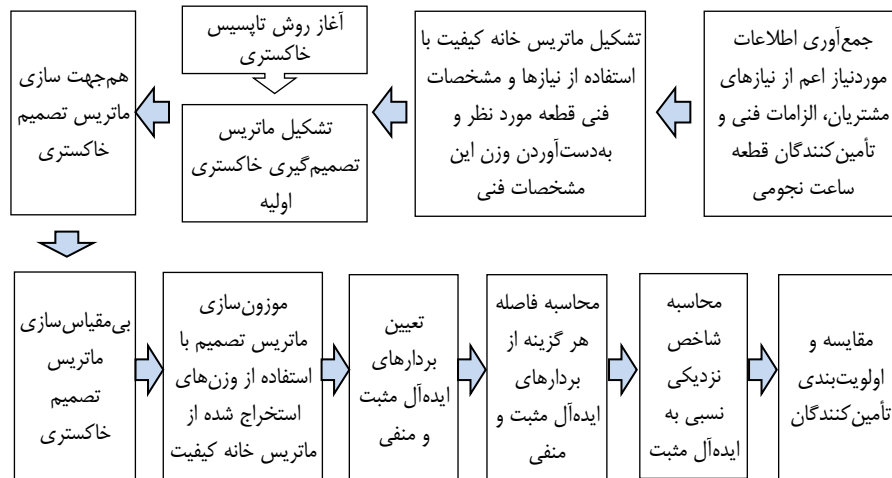 جمع‌آوری اطلاعات
موردنیاز اعم از نیازهای
مشتریان، الزامات فنی و
تأمین‌کنندگان قطعه
ساعت نجومی
تشکیل ماتریس خانه کیفیت با
استفاده از نیازها و مشخصات
فنی قطعه مورد نظر و
به‌دست‌آوردن وزن این
مشخصات فنی
آغاز روش تاپسیس
خاکستری
تشکیل ماتریس
تصمیم‌گیری خاکستری
اولیه
هم‌جهت سازی
ماتریس تصمیم
خاکستری
بی‌مقیاس‌سازی
ماتریس
تصمیم
خاکستری
موزون‌سازی
ماتریس تصمیم با
استفاده از وزن‌های
استخراج شده از
ماتریس خانه کیفیت
تعیین
بردارهای
ایده‌آل مثبت
و منفی
محاسبه فاصله
هر گزینه از
بردارهای
ایده‌آل مثبت و
منفی
محاسبه
شاخص
نزدیکی
نسبی به
ایده‌آل مثبت
مقایسه و
اولویت‌بندی
تأمین‌کنندگان